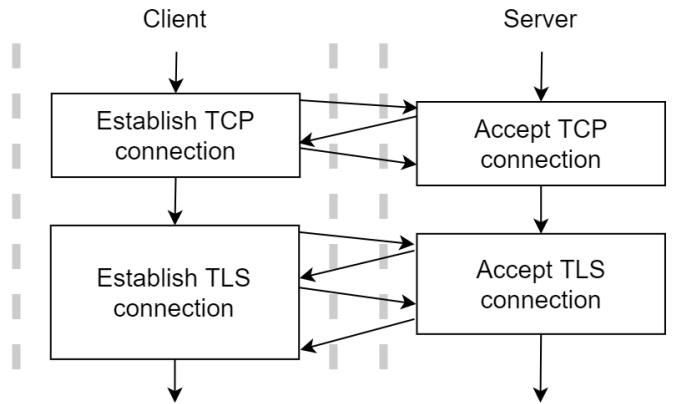 Client
Server
Establish TCP
connection
Accept TCP
connection
Establish TLS
connection
Accept TLS
connection